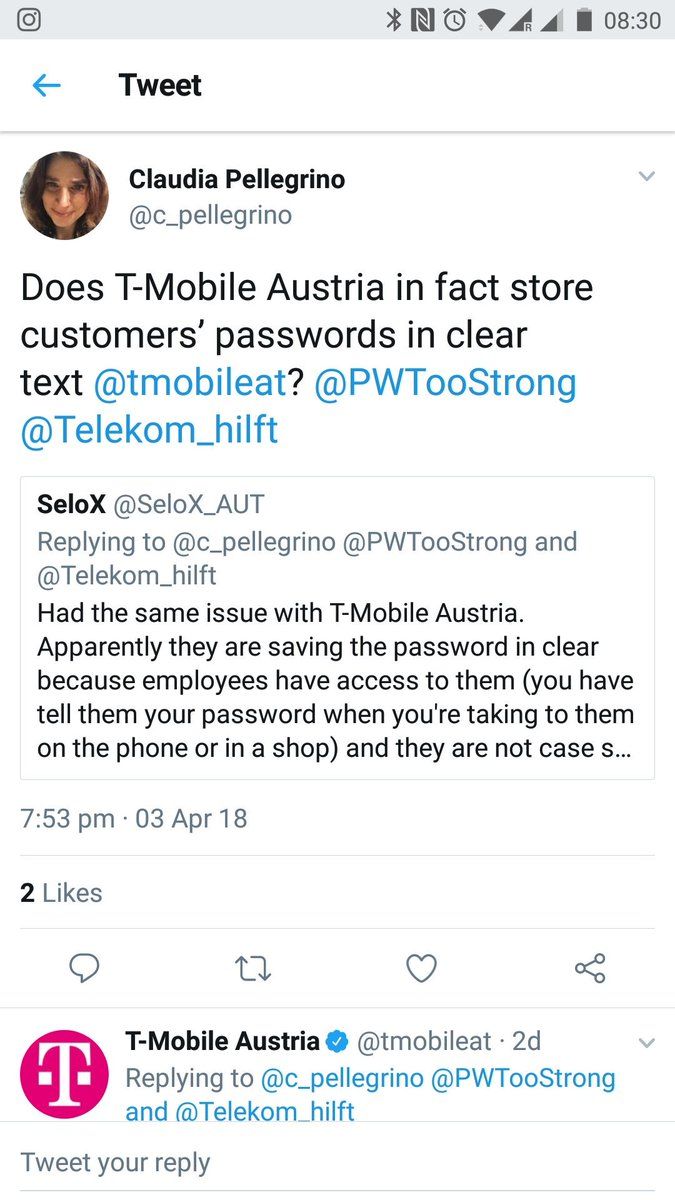 08:30
Tweet
Claudia Pellegrino
@c_pellegrino
Does T-Mobile Austria in fact store
customers’ passwords in clear
text @tmobileat? @PWTooStrong
@Telekom_hilft
SeloX @SeloX_AUT
Replying to @c_pellegrino @PWTooStrong and
@Telekom_hilft
Had the same issue with T-Mobile Austria.
Apparently they are saving the password in clear
because employees have access to them (you have
tell them your password when you're taking to them
on the phone or in a shop) and they are not case s...
7:53 pm · 03 Apr 18
2 Likes
T-Mobile Austria @tmobileat · 2d
Replying to @c_pellegrino @PWTooStrong
and @Telekom_hilft
Tweet your reply